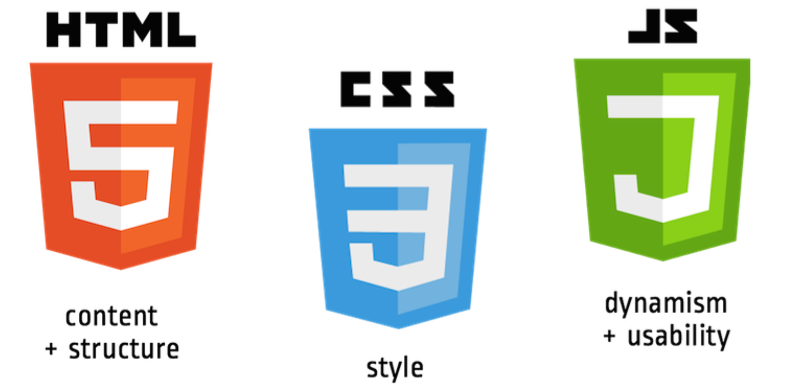 HTML
5
content
+ structure
CSS
3
style
JS
J
dynamism
+ usability